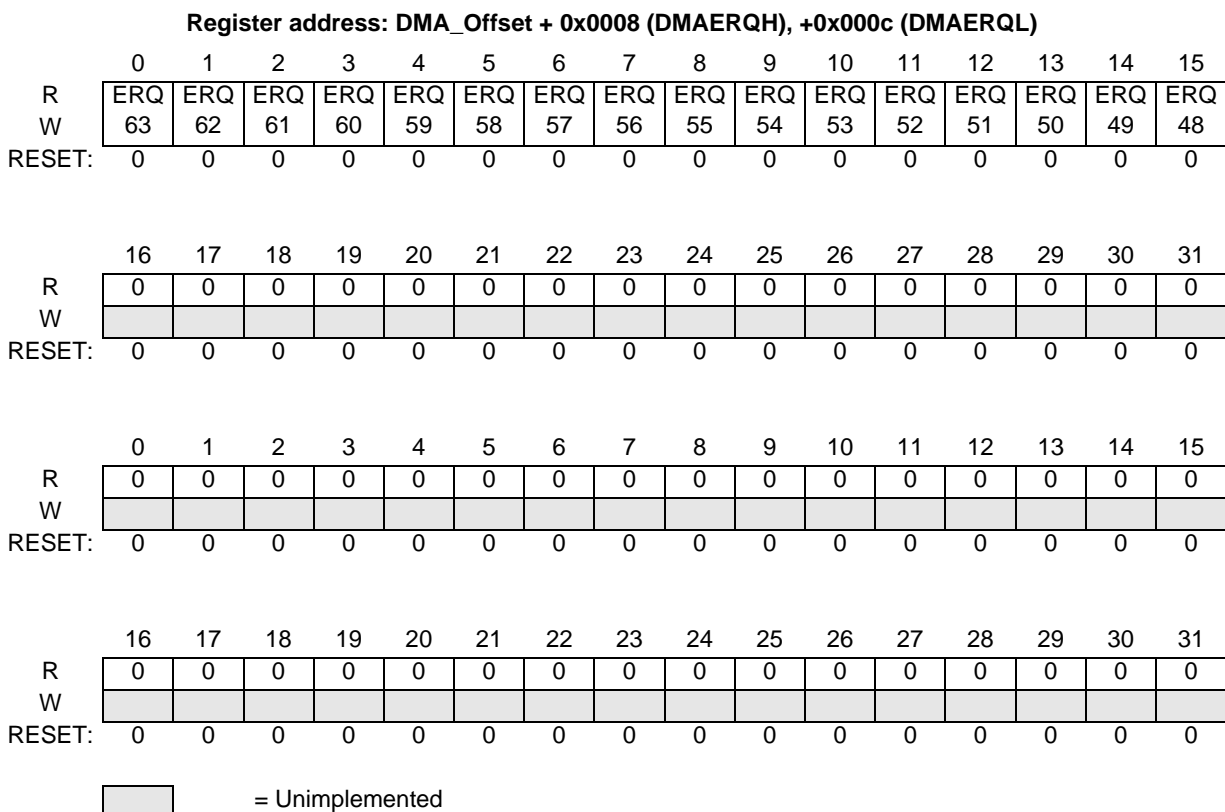 Register address: DMA_Offset + 0x0008 (DMAERQH), +0x000c (DMAERQL)
0 1 2 3 4 5 6 7 8 9 10 11 12 13 14 15
R ERQ ERQ ERQ ERQ ERQ ERQ ERQ ERQ ERQ ERQ ERQ ERQ ERQ ERQ ERQ ERQ
W 63 62 61 60 59 58 57 56 55 54 53 52 51 50 49 48
RESET: 0 0 0 0 0 0 0 0 0 0 0 0 0 0 0 0
16 17 18 19 20 21 22 23 24 25 26 27 28 29 30 31
R 0 0 0 0 0 0 0 0 0 0 0 0 0 0 0 0
W
RESET: 0 0 0 0 0 0 0 0 0 0 0 0 0 0 0 0
0 1 2 3 4 5 6 7 8 9 10 11 12 13 14 15
R 0 0 0 0 0 0 0 0 0 0 0 0 0 0 0 0
W
RESET: 0 0 0 0 0 0 0 0 0 0 0 0 0 0 0 0
16 17 18 19 20 21 22 23 24 25 26 27 28 29 30 31
R 0 0 0 0 0 0 0 0 0 0 0 0 0 0 0 0
W
RESET: 0 0 0 0 0 0 0 0 0 0 0 0 0 0 0 0
= Unimplemented